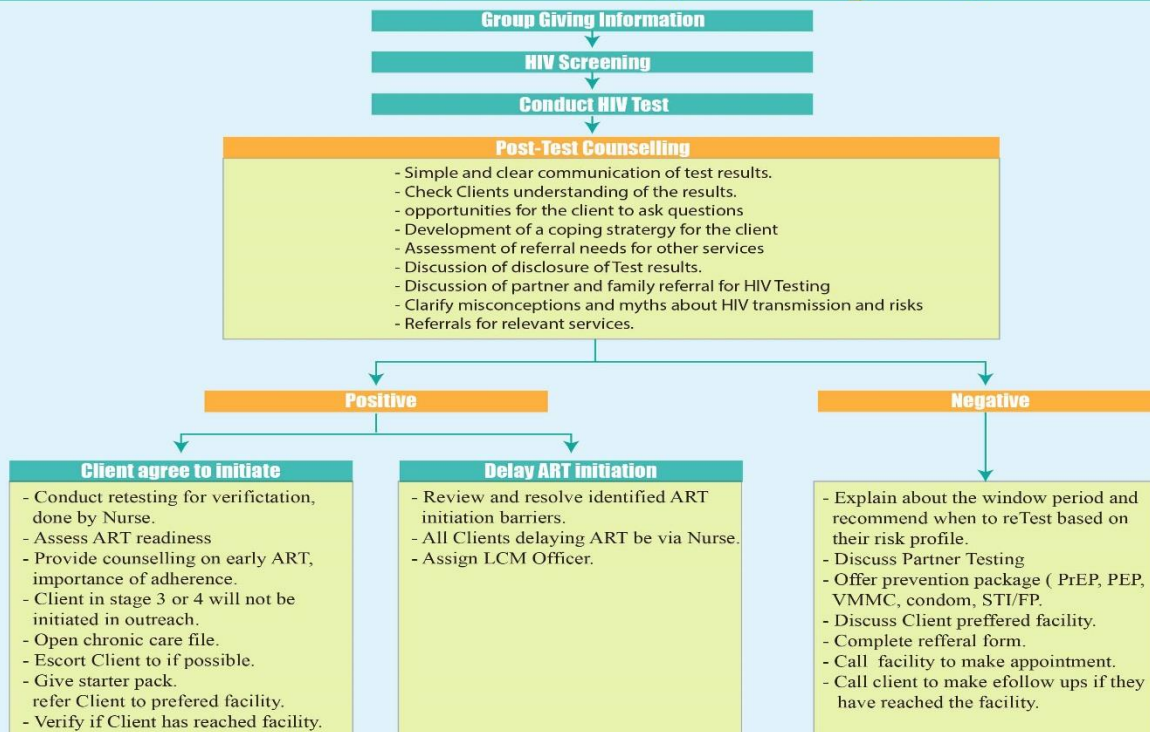 Group Giving Information
HIV Screening
Conduct HIV Test
Post-Test Counselling
- Simple and clear communication of test results.
- Check Clients understanding of the results.
- opportunities for the client to ask questions
- Development of a coping stratergy for the client
- Assessment of referral needs for other services
- Discussion of disclosure of Test results.
- Discussion of partner and family referral for HIV Testing
- Clarify misconceptions and myths about HIV transmission and risks
- Referrals for relevant services.
Positive
Client agree to initiate
- Conduct retesting for verifictation,
done by Nurse.
- Assess ART readiness
- Provide counselling on early ART,
importance of adherence.
- Client in stage 3 or 4 will not be
initiated in outreach.
- Open chronic care file.
- Escort Client to if possible.
- Give starter pack.
refer Client to prefered facility.
- Verify if Client has reached facility.
Delay ART initiation
- Review and resolve identified ART
initiation barriers.
- All Clients delaying ART be via Nurse.
- Assign LCM Officer.
Negative
- Explain about the window period and
recommend when to reTest based on
their risk profile.
- Discuss Partner Testing
- Offer prevention package ( PrEP, PEP,
VMMC, condom, STI/FP.
- Discuss Client preffered facility.
- Complete refferal form.
- Call facility to make appointment.
- Call client to make efollow ups if they
have reached the facility.